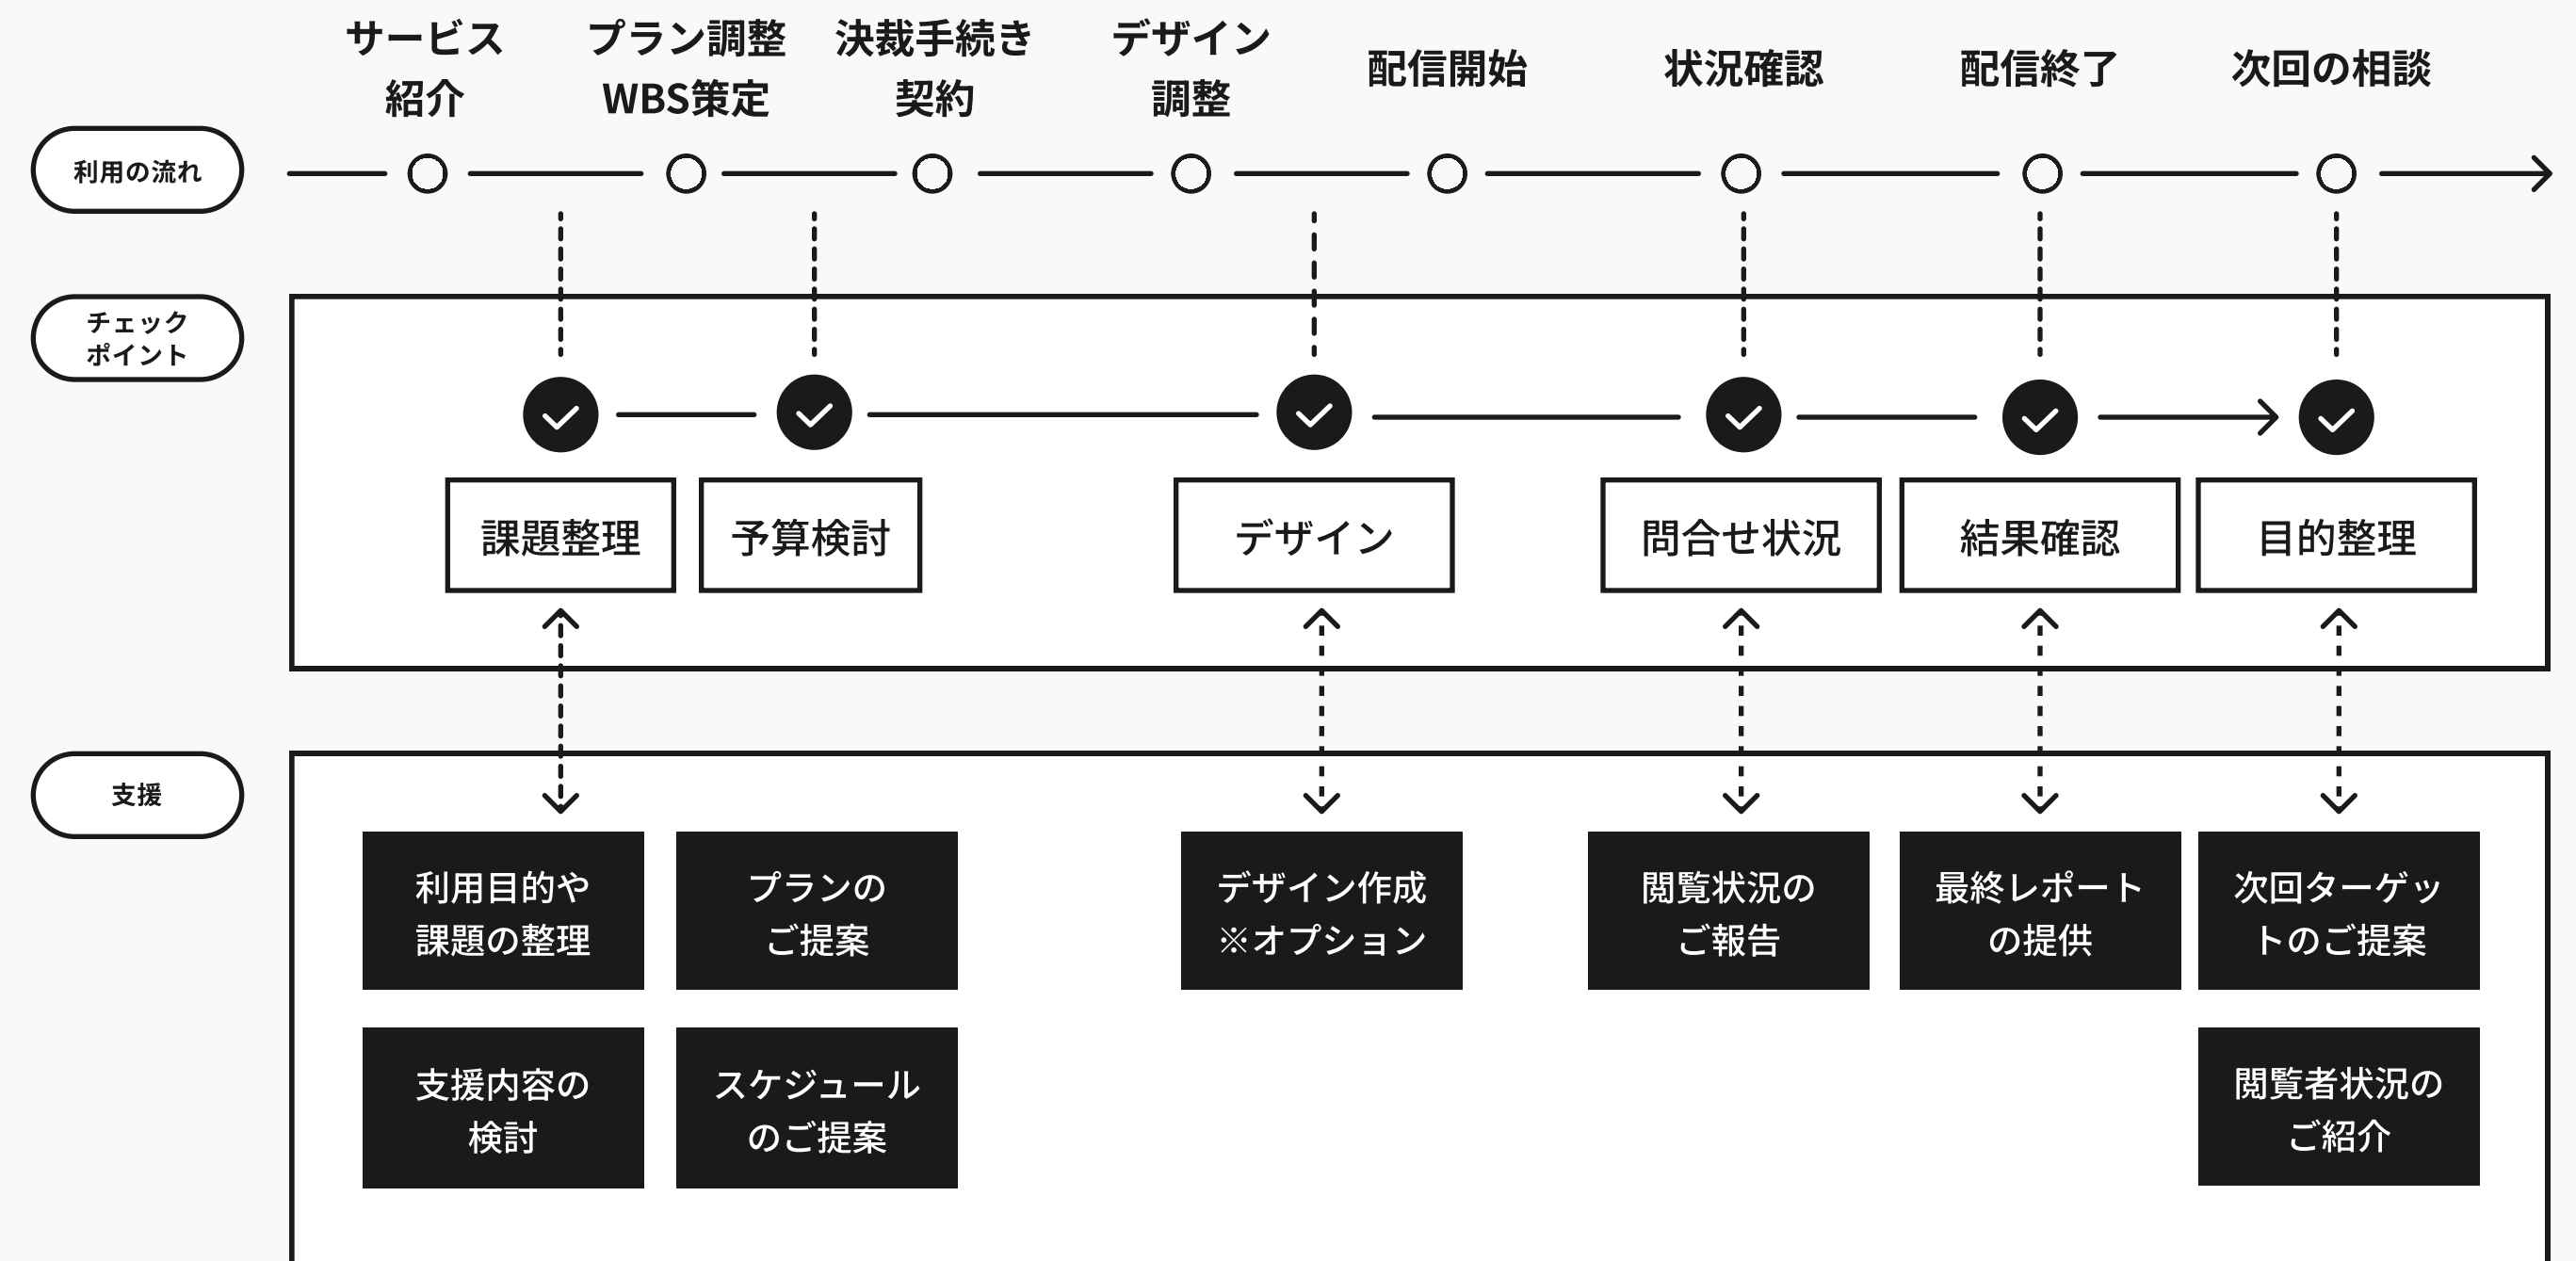 サービス
紹介
プラン調整
WBS策定
決裁手続き
契約
デザイン
調整
配信開始
状況確認
配信終了
次回の相談
利用の流れ
チェック
ポイント
課題整理
予算検討
デザイン
問合せ状況
結果確認
目的整理
支援
利用目的や
課題の整理
プランの
ご提案
デザイン作成
※オプション
閲覧状況の
ご報告
最終レポート
の提供
次回ターゲッ
トのご提案
支援内容の
検討
スケジュール
のご提案
閲覧者状況の
ご紹介